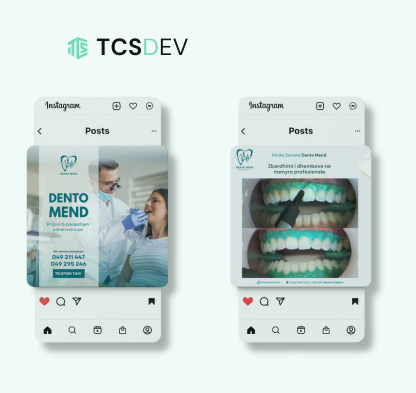 TCSDEV
Instagram
Posts
DENTO MEND
DENTO
MEND
049 211 447
049 295 246
TELEFONI TANI
Instagram
Posts
DENTO MEND
Klinika Dentare Dento Mend
Zbardhimi i dhembeve ne
menyre profesionale.